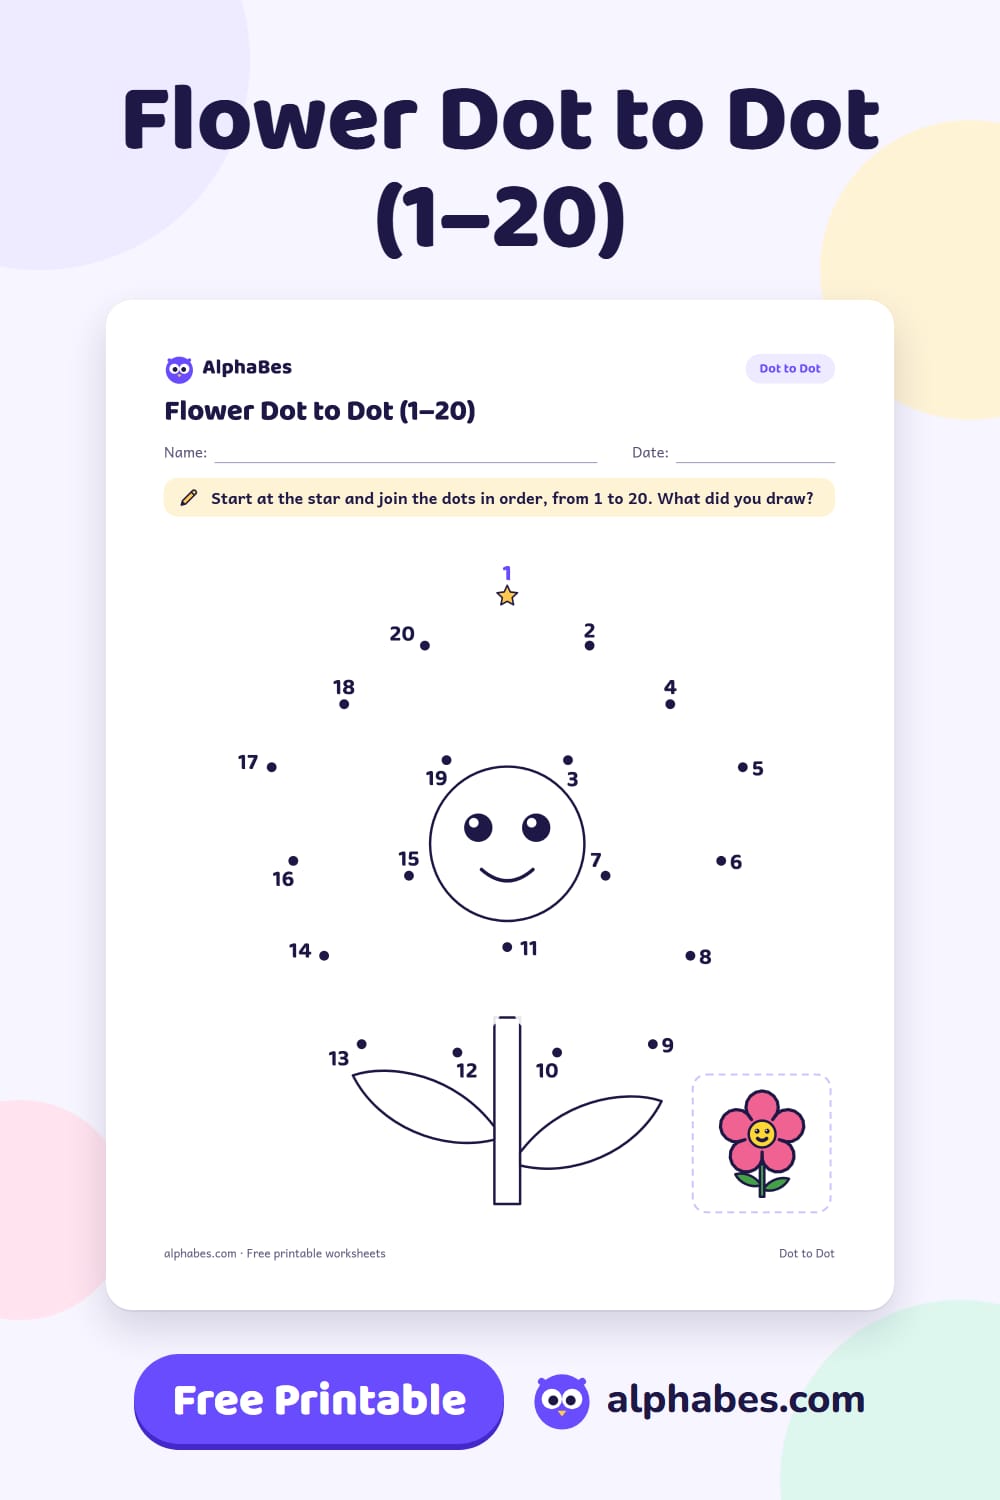 Flower Dot to Dot
(1–20)
AlphaBes
Dot to Dot
Flower Dot to Dot (1–20)
Name:
Date:
Start at the star and join the dots in order, from 1 to 20. What did you draw?
1
20
2
18
4
17
5
19
3
15
7
6
16
14
11
8
13
12
10
9
alphabes.com · Free printable worksheets
Dot to Dot
Free Printable
alphabes.com